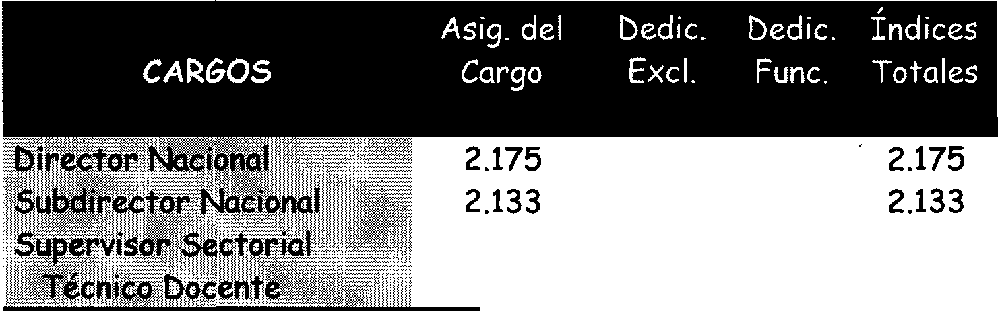 Asig. del Dedic. Dedic. Índices
CARGOS Cargo Excl. Func. Totales
Director Nacional 2.175 2.175
Subdirector Nacional 2.133 2.133
Supervisor Sectorial
Técnico Docente